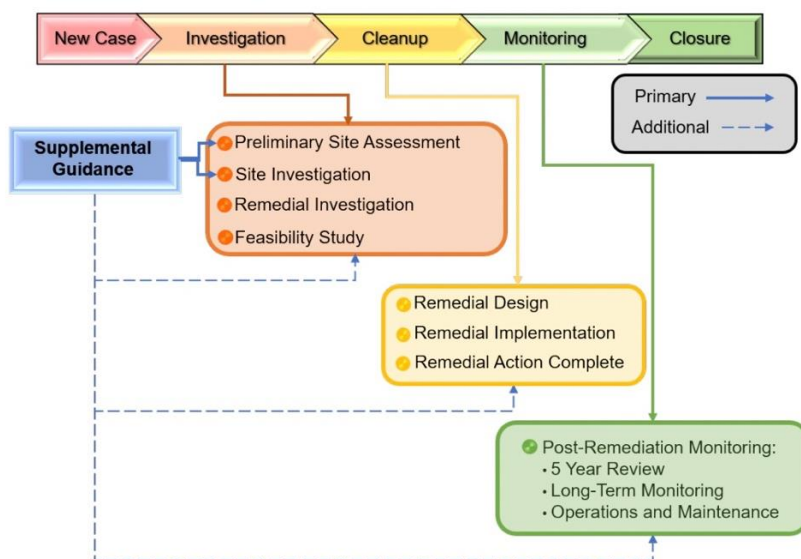 New Case
Investigation
Cleanup
Monitoring
Closure
Primary
Additional
Supplemental
Guidance
Preliminary Site Assessment
Site Investigation
Remedial Investigation
Feasibility Study
Remedial Design
Remedial Implementation
Remedial Action Complete
Post-Remediation Monitoring:
• 5 Year Review
• Long-Term Monitoring
• Operations and Maintenance